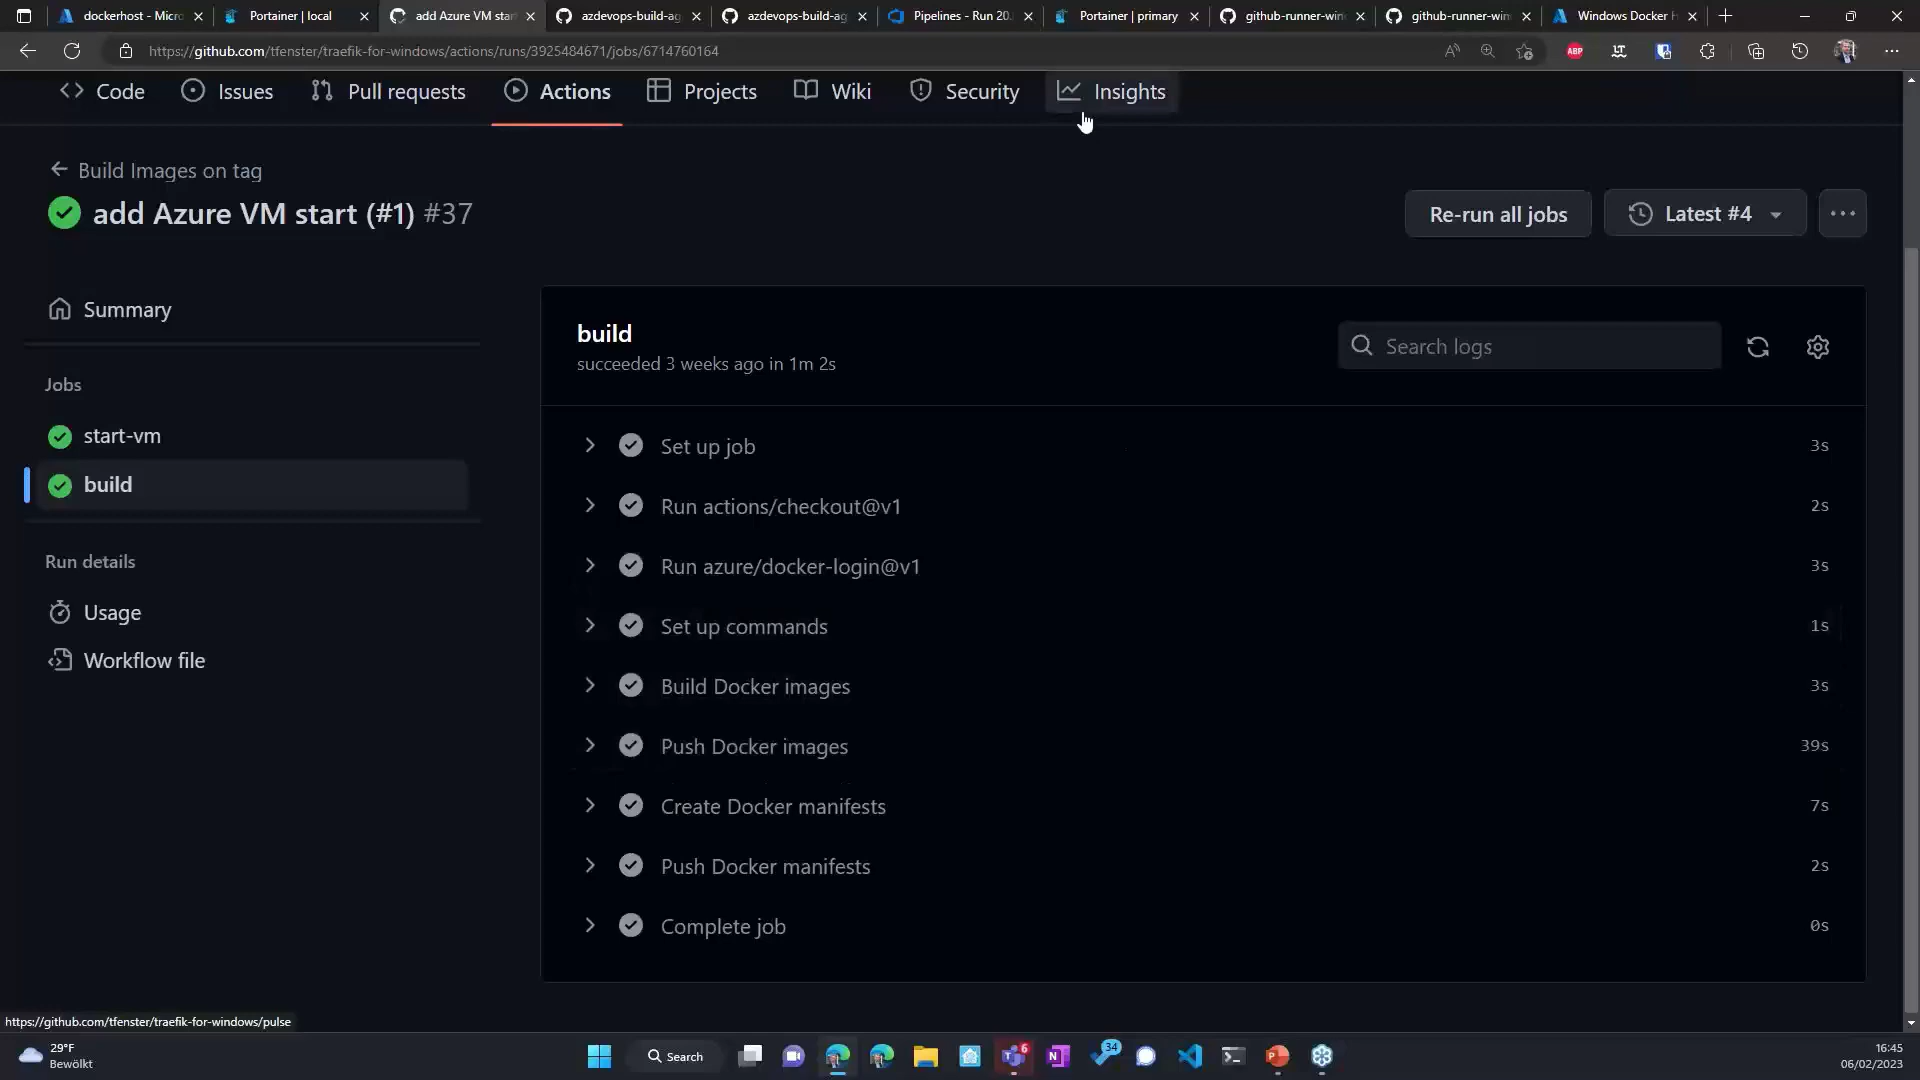 dockerhost - Micro
Portainer | local
add Azure VM star
azdevops-build-ag
azdevops-build-ag
Pipelines - Run 20
Portainer | primary
github-runner-win
github-runner-win
Windows Docker H
https://github.com/tfenster/traefik-for-windows/actions/runs/3925484671/jobs/6714760164
ABP
Code
Issues
Pull requests
Actions
Projects
Wiki
Security
Insights
Build Images on tag
add Azure VM start (#1) #37
Re-run all jobs
Latest #4
Summary
Jobs
start-vm
build
Run details
Usage
Workflow file
build
succeeded 3 weeks ago in 1m 2s
Search logs
Set up job 3s
Run actions/checkout@v1 2s
Run azure/docker-login@v1 3s
Set up commands 1s
Build Docker images 3s
Push Docker images 39s
Create Docker manifests 7s
Push Docker manifests 2s
Complete job 0s
https://github.com/tfenster/traefik-for-windows/pulse
29°F
Bewölkt
Search
6
34
16:45
06/02/2023